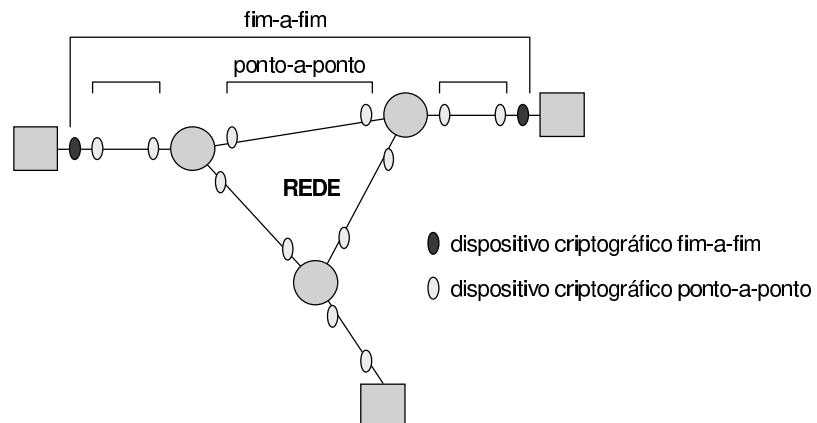 fim-a-fim
ponto-a-ponto
REDE
dispositivo criptográfico fim-a-fim
dispositivo criptográfico ponto-a-ponto